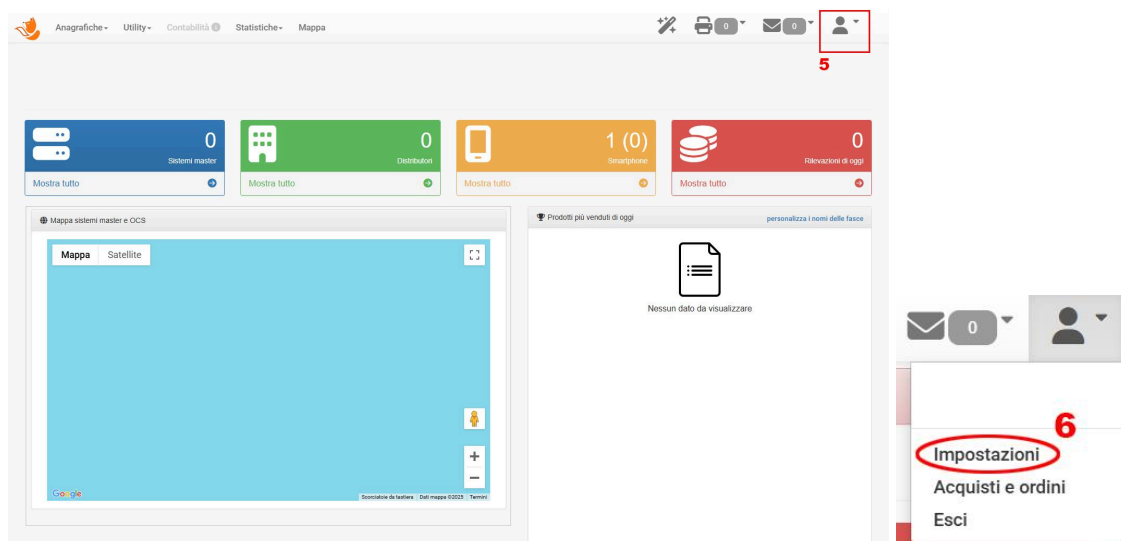 Anagrafiche Utility Contabilità Statistiche Mappa 0 0
5
0
Sistemi master
Mostra tutto
0
Distributori
Mostra tutto
1 (0)
Smartphone
Mostra tutto
0
Rilevazioni di oggi
Mostra tutto
Mappa sistemi master e OCS
Mappa Satellite
Google
Scorciatoie da tastiera Dati mappa ©2025 Termini
Prodotti più venduti di oggi personalizza i nomi delle fasce
Nessun dato da visualizzare
0
6
Impostazioni
Acquisti e ordini
Esci